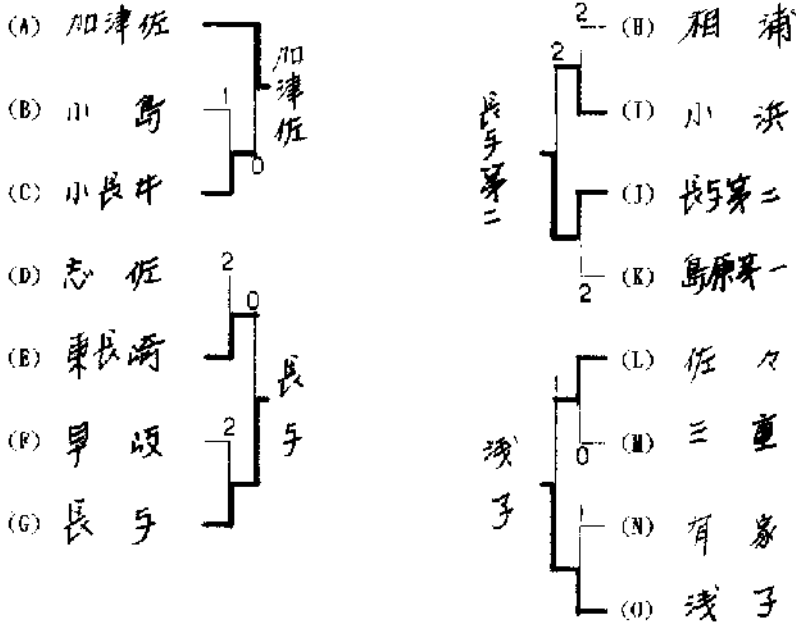 (A) 加津佐
(B) 小島
1
(C) 小長井
0
加津佐
(D) 志佐
2
(E) 東長崎
0
(F) 早岐
2
(G) 長与
長与
2
(H) 相浦
2
(I) 小浜
(J) 長与第二
(K) 島原第一
2
長与第二
(L) 佐々
1
(M) 三重
0
(N) 有家
1
(O) 浅子
浅子